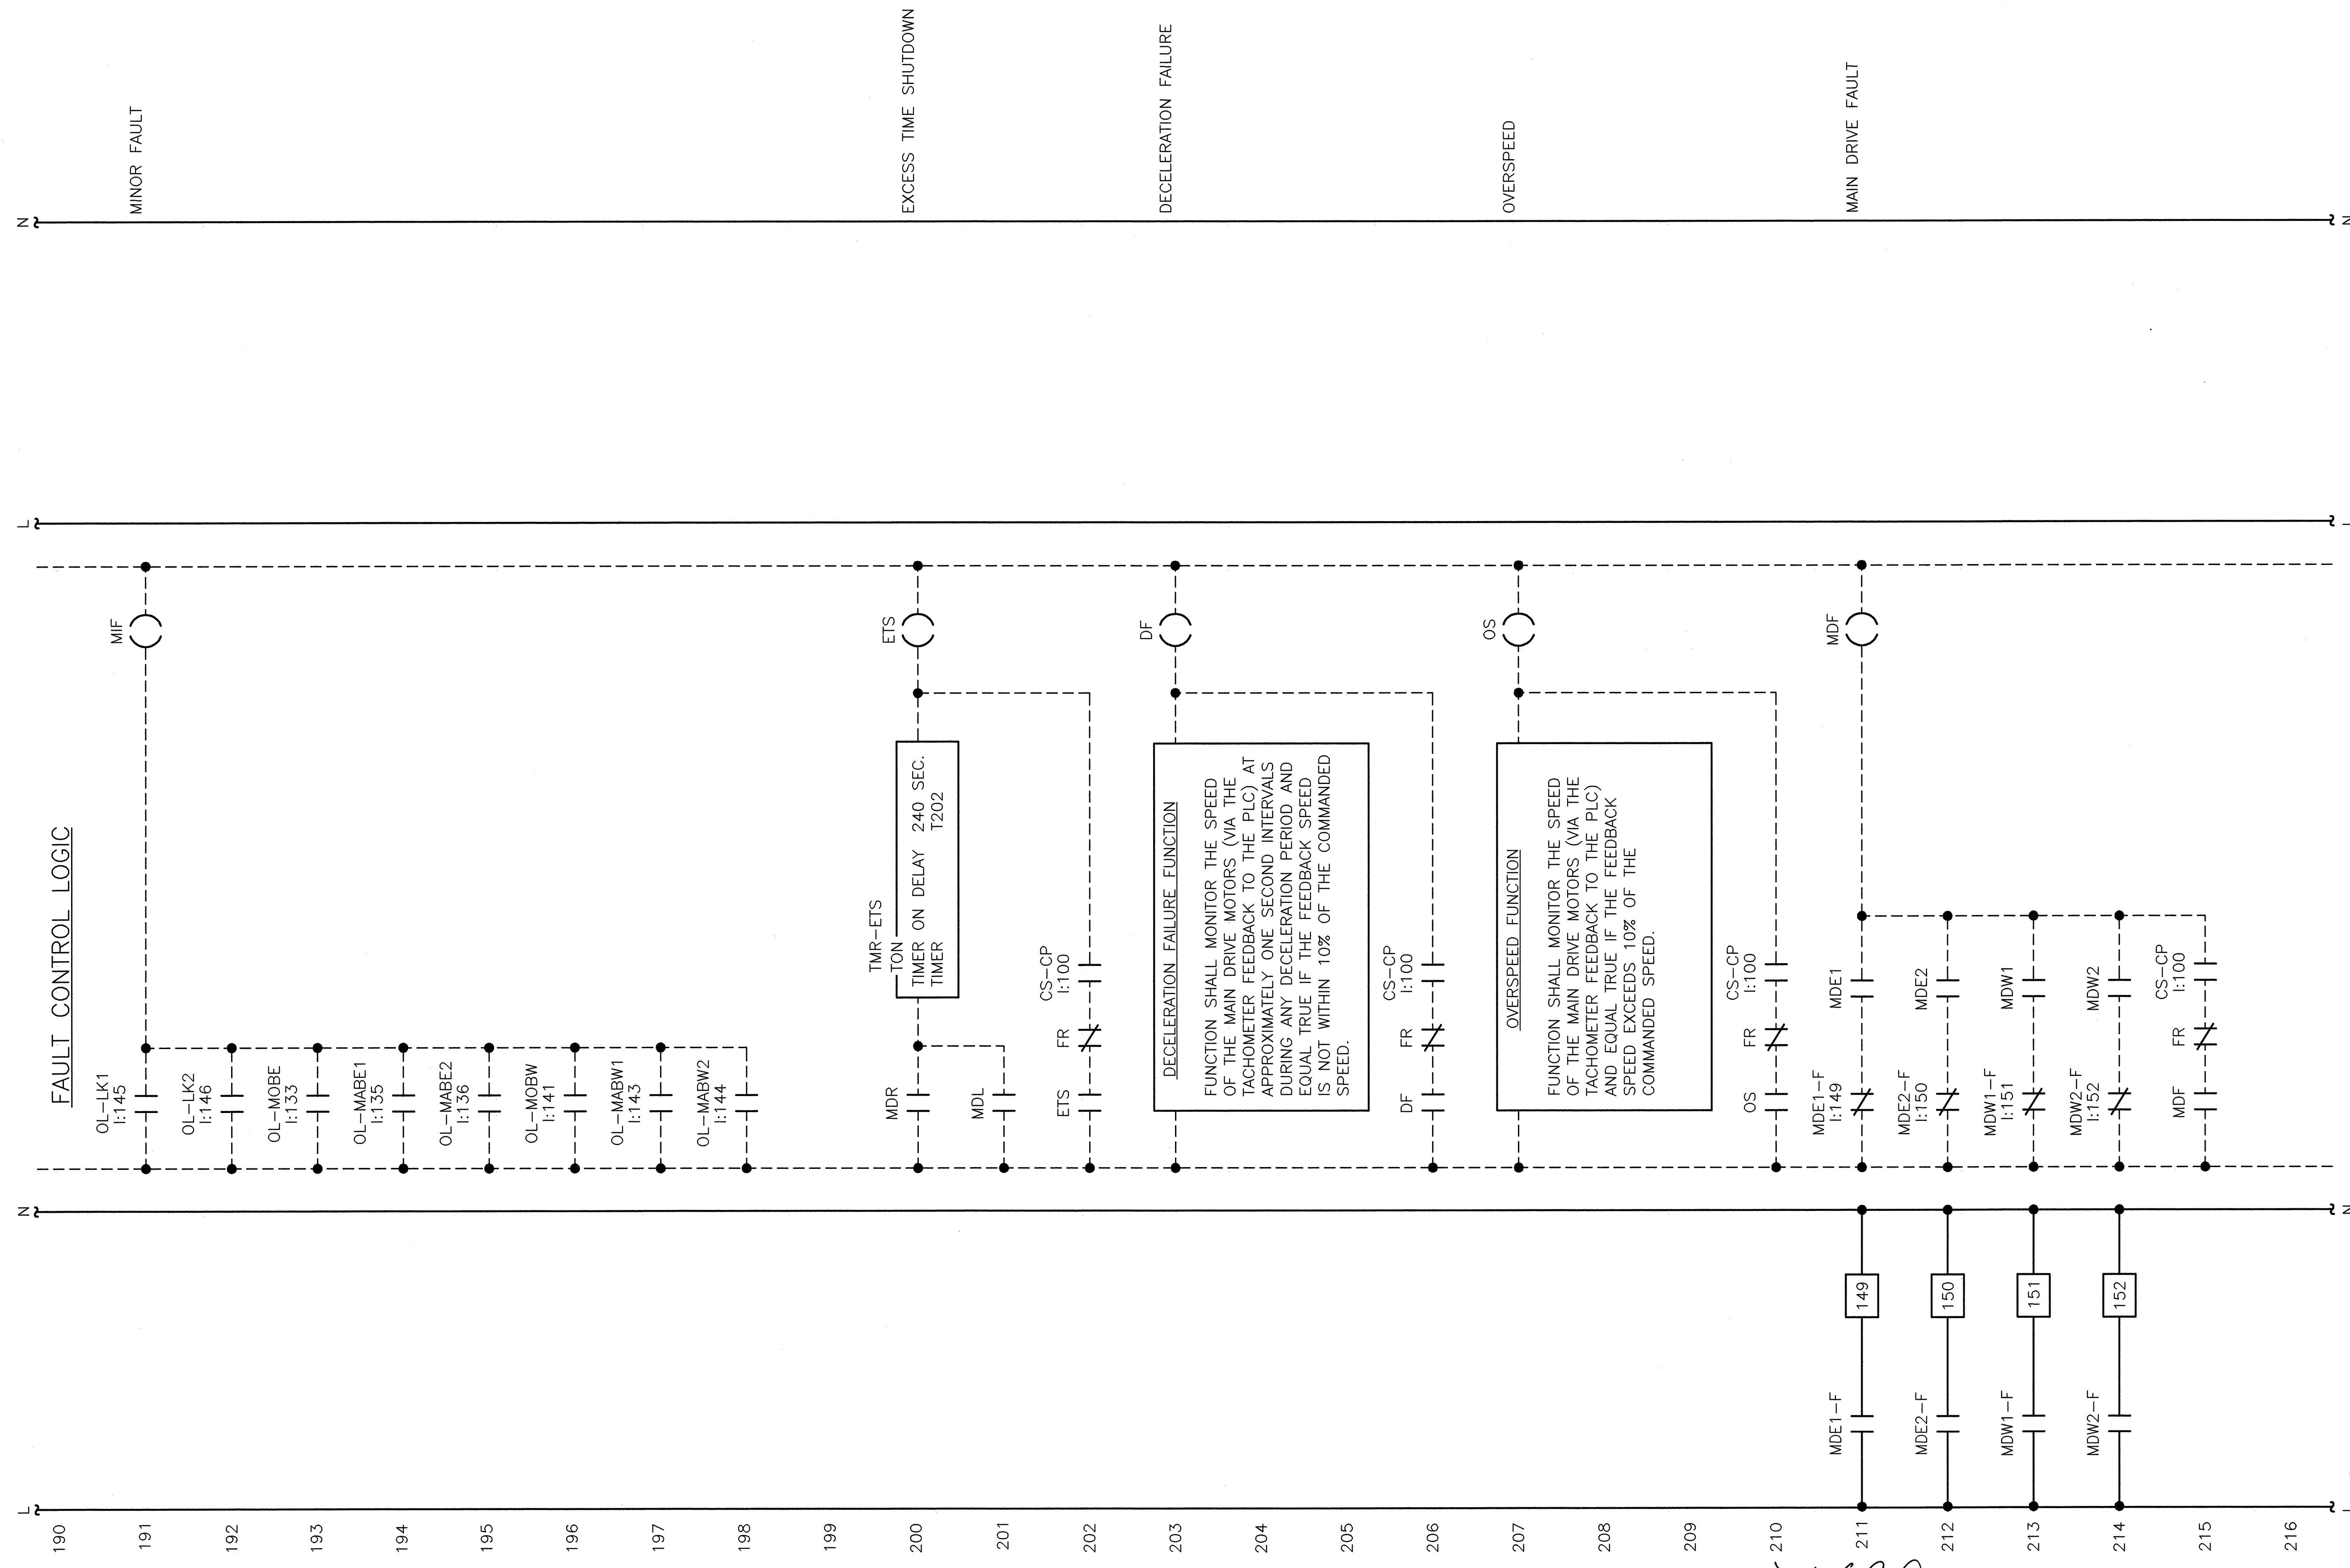 FAULT CONTROL LOGIC
L
N
L
N
190
191
OL-LK1
I:145
MIF
MINOR FAULT
192
OL-LK2
I:146
193
OL-MOBE
I:133
194
OL-MABE1
I:135
195
OL-MABE2
I:136
196
OL-MOBW
I:141
197
OL-MABW1
I:143
198
OL-MABW2
I:144
199
200
MDR
TMR-ETS
TON
TIMER ON DELAY 240 SEC.
TIMER T202
ETS
EXCESS TIME SHUTDOWN
201
MDL
202
ETS
FR
CS-CP
I:100
203
DECELERATION FAILURE FUNCTION
FUNCTION SHALL MONITOR THE SPEED
OF THE MAIN DRIVE MOTORS (VIA THE
TACHOMETER FEEDBACK TO THE PLC) AT
APPROXIMATELY ONE SECOND INTERVALS
DURING ANY DECELERATION PERIOD AND
EQUAL TRUE IF THE FEEDBACK SPEED
IS NOT WITHIN 10% OF THE COMMANDED
SPEED.
DF
DECELERATION FAILURE
204
205
206
DF
FR
CS-CP
I:100
207
OVERSPEED FUNCTION
FUNCTION SHALL MONITOR THE SPEED
OF THE MAIN DRIVE MOTORS (VIA THE
TACHOMETER FEEDBACK TO THE PLC)
AND EQUAL TRUE IF THE FEEDBACK
SPEED EXCEEDS 10% OF THE
COMMANDED SPEED.
OS
OVERSPEED
208
209
210
OS
FR
CS-CP
I:100
211
MDE1-F
149
MDE1-F
I:149
MDE1
MDF
MAIN DRIVE FAULT
212
MDE2-F
150
MDE2-F
I:150
MDE2
213
MDW1-F
151
MDW1-F
I:151
MDW1
214
MDW2-F
152
MDW2-F
I:152
MDW2
215
MDF
FR
CS-CP
I:100
216
L
N
L
N